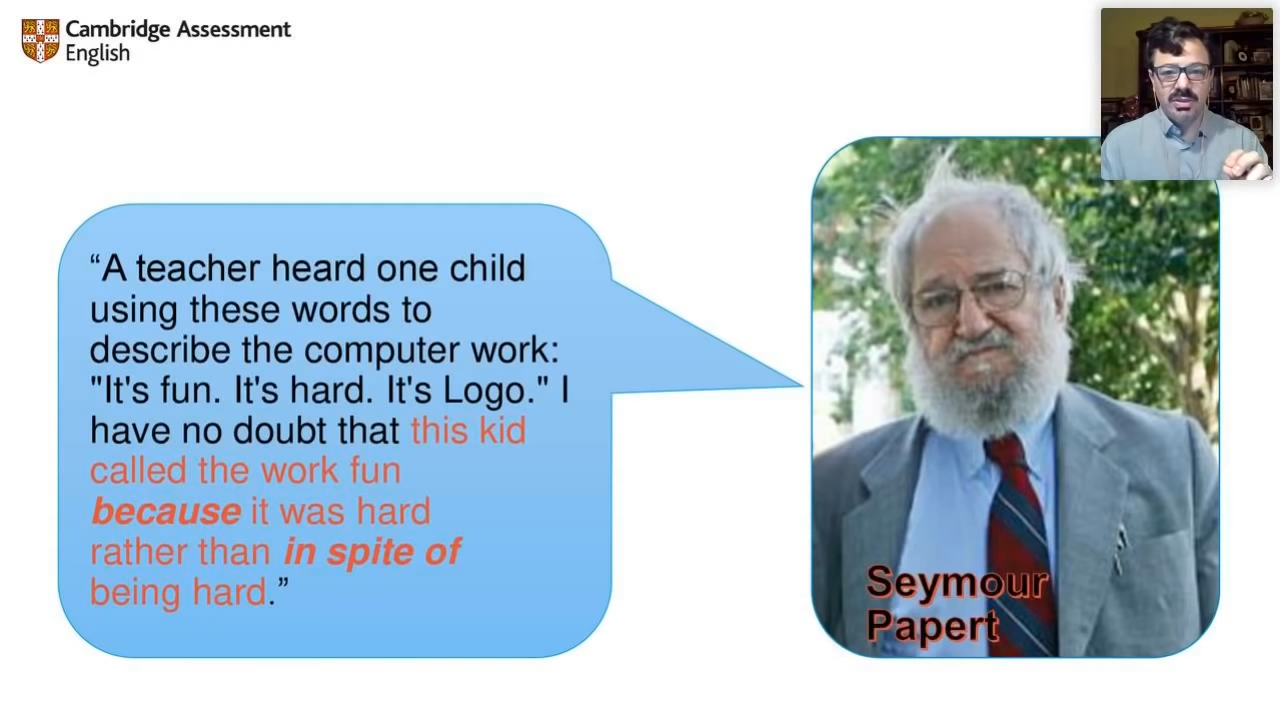 Cambridge Assessment
English
“A teacher heard one child
using these words to
describe the computer work:
"It's fun. It's hard. It's Logo." I
have no doubt that this kid
called the work fun
because it was hard
rather than in spite of
being hard.”
Seymour
Papert